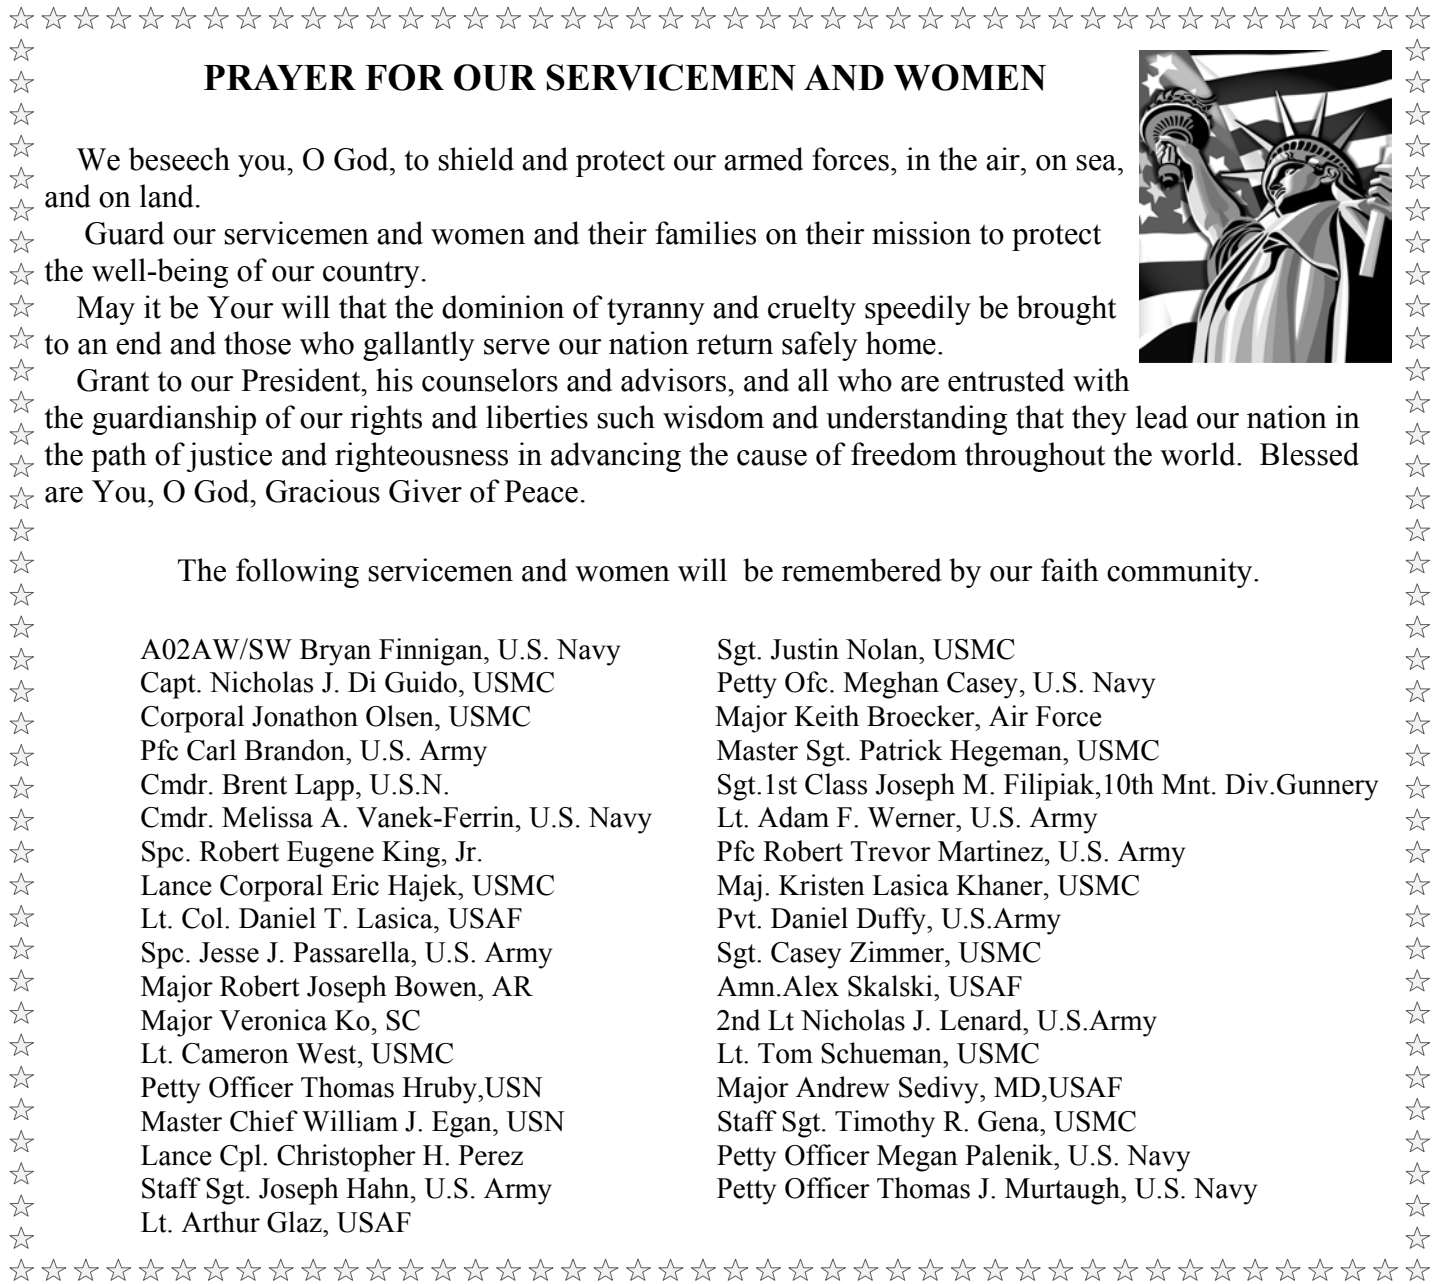 PRAYER FOR OUR SERVICEMEN AND WOMEN
We beseech you, O God, to shield and protect our armed forces, in the air, on sea,
and on land.
Guard our servicemen and women and their families on their mission to protect
the well-being of our country.
May it be Your will that the dominion of tyranny and cruelty speedily be brought
to an end and those who gallantly serve our nation return safely home.
Grant to our President, his counselors and advisors, and all who are entrusted with
the guardianship of our rights and liberties such wisdom and understanding that they lead our nation in
the path of justice and righteousness in advancing the cause of freedom throughout the world.  Blessed
are You, O God, Gracious Giver of Peace.
The following servicemen and women will  be remembered by our faith community.
A02AW/SW Bryan Finnigan, U.S. Navy
Capt. Nicholas J. Di Guido, USMC
Corporal Jonathon Olsen, USMC
Pfc Carl Brandon, U.S. Army
Cmdr. Brent Lapp, U.S.N.
Cmdr. Melissa A. Vanek-Ferrin, U.S. Navy
Spc. Robert Eugene King, Jr.
Lance Corporal Eric Hajek, USMC
Lt. Col. Daniel T. Lasica, USAF
Spc. Jesse J. Passarella, U.S. Army
Major Robert Joseph Bowen, AR
Major Veronica Ko, SC
Lt. Cameron West, USMC
Petty Officer Thomas Hruby,USN
Master Chief William J. Egan, USN
Lance Cpl. Christopher H. Perez
Staff Sgt. Joseph Hahn, U.S. Army
Lt. Arthur Glaz, USAF
Sgt. Justin Nolan, USMC
Petty Ofc. Meghan Casey, U.S. Navy
Major Keith Broecker, Air Force
Master Sgt. Patrick Hegeman, USMC
Sgt.1st Class Joseph M. Filipiak,10th Mnt. Div.Gunnery
Lt. Adam F. Werner, U.S. Army
Pfc Robert Trevor Martinez, U.S. Army
Maj. Kristen Lasica Khaner, USMC
Pvt. Daniel Duffy, U.S.Army
Sgt. Casey Zimmer, USMC
Amn.Alex Skalski, USAF
2nd Lt Nicholas J. Lenard, U.S.Army
Lt. Tom Schueman, USMC
Major Andrew Sedivy, MD,USAF
Staff Sgt. Timothy R. Gena, USMC
Petty Officer Megan Palenik, U.S. Navy
Petty Officer Thomas J. Murtaugh, U.S. Navy